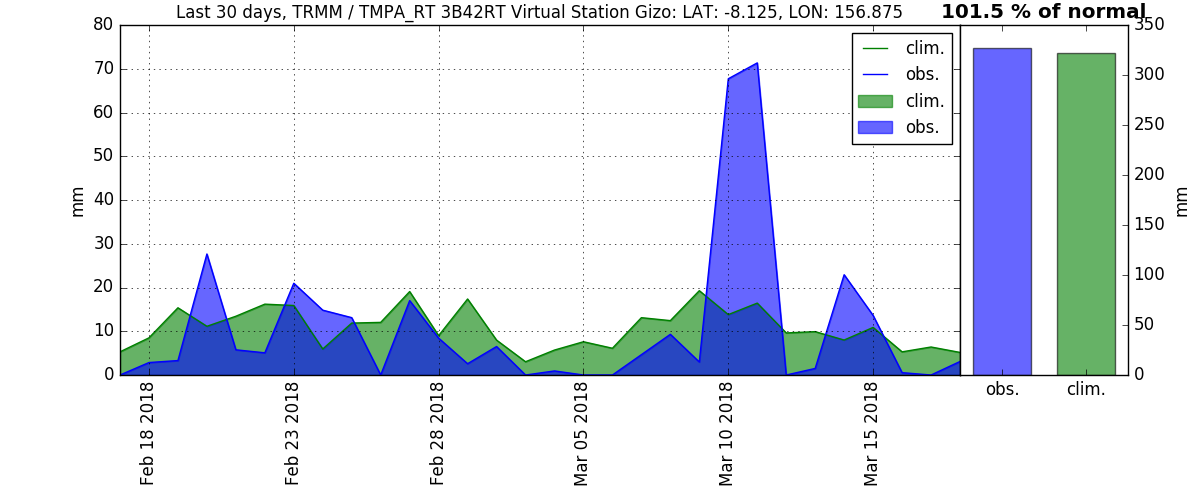 Last 30 days, TRMM / TMPA_RT 3B42RT Virtual Station Gizo: LAT: -8.125, LON: 156.875
101.5 % of normal
80
70
60
50
40
30
20
10
0
mm
clim.
obs.
clim.
obs.
Feb 18 2018
Feb 23 2018
Feb 28 2018
Mar 05 2018
Mar 10 2018
Mar 15 2018
350
300
250
200
150
100
50
0
mm
obs.
clim.